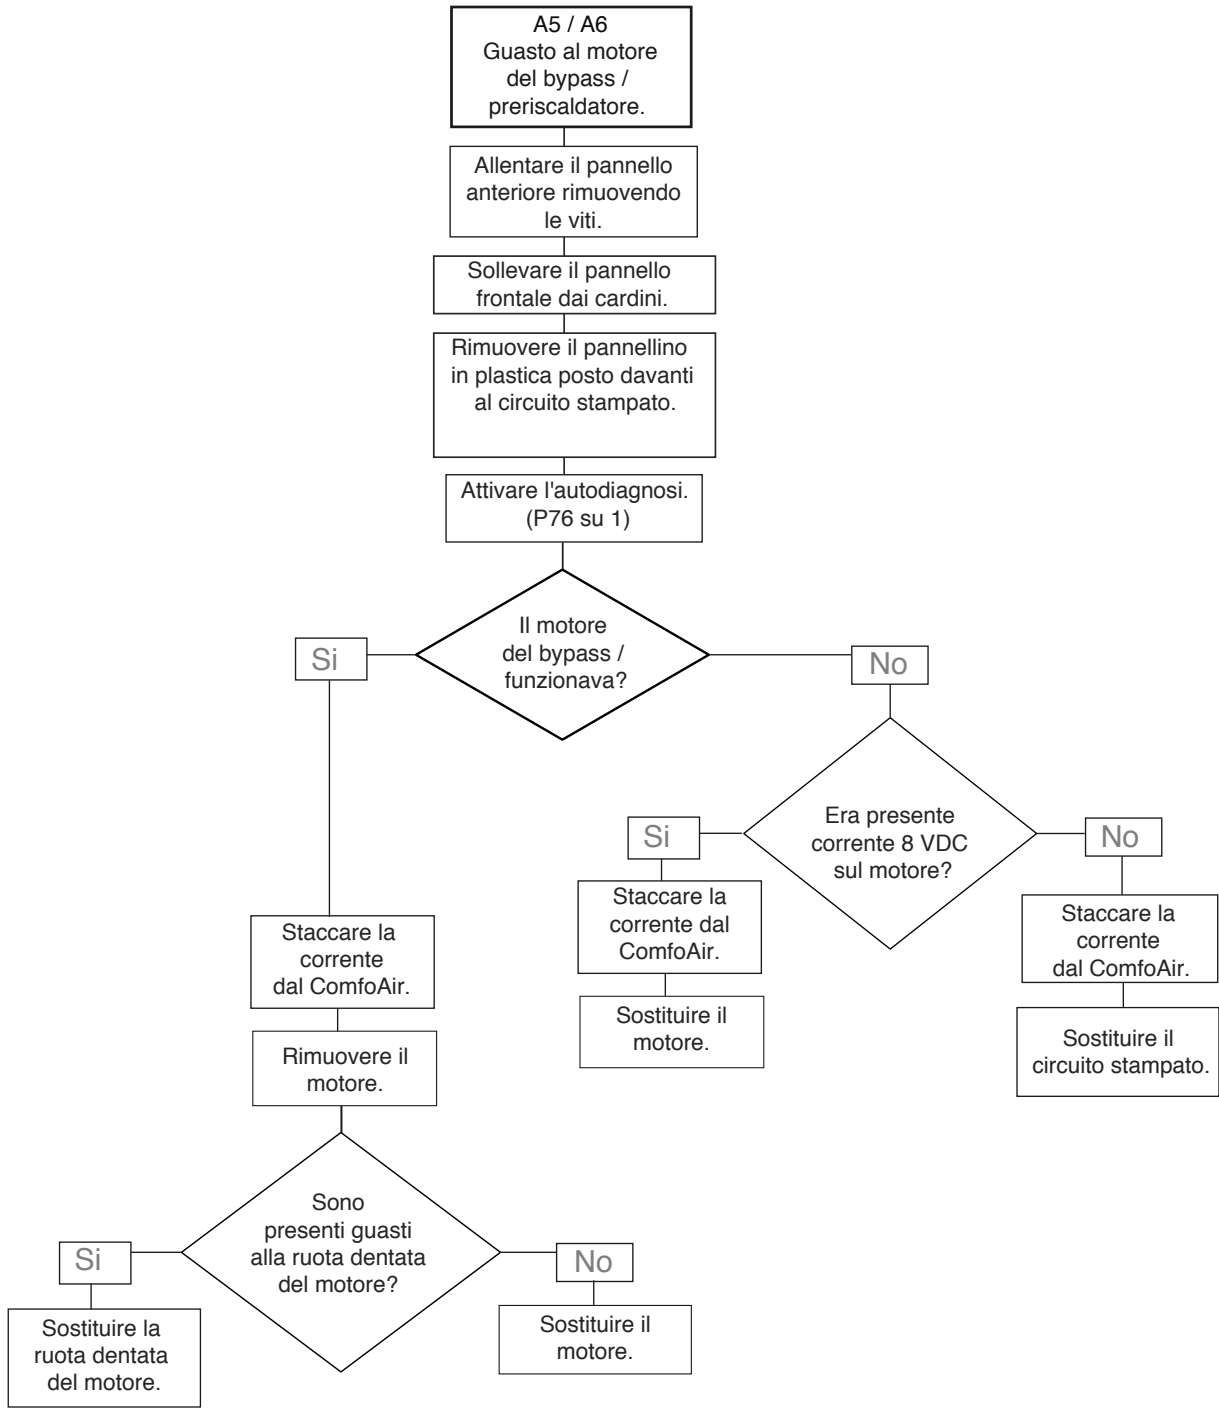 A5 / A6
Guasto al motore
del bypass /
preriscaldatore.
Allentare il pannello
anteriore rimuovendo
le viti.
Sollevare il pannello
frontale dai cardini.
Rimuovere il pannellino
in plastica posto davanti
al circuito stampato.
Attivare l'autodiagnosi.
(P76 su 1)
Il motore
del bypass /
funzionava?
Si
No
Era presente
corrente 8 VDC
sul motore?
Si
No
Staccare la
corrente dal
ComfoAir.
Staccare la
corrente
dal ComfoAir.
Sostituire il
motore.
Sostituire il
circuito stampato.
Staccare la
corrente
dal ComfoAir.
Rimuovere il
motore.
Sono
presenti guasti
alla ruota dentata
del motore?
Si
No
Sostituire la
ruota dentata
del motore.
Sostituire il
motore.